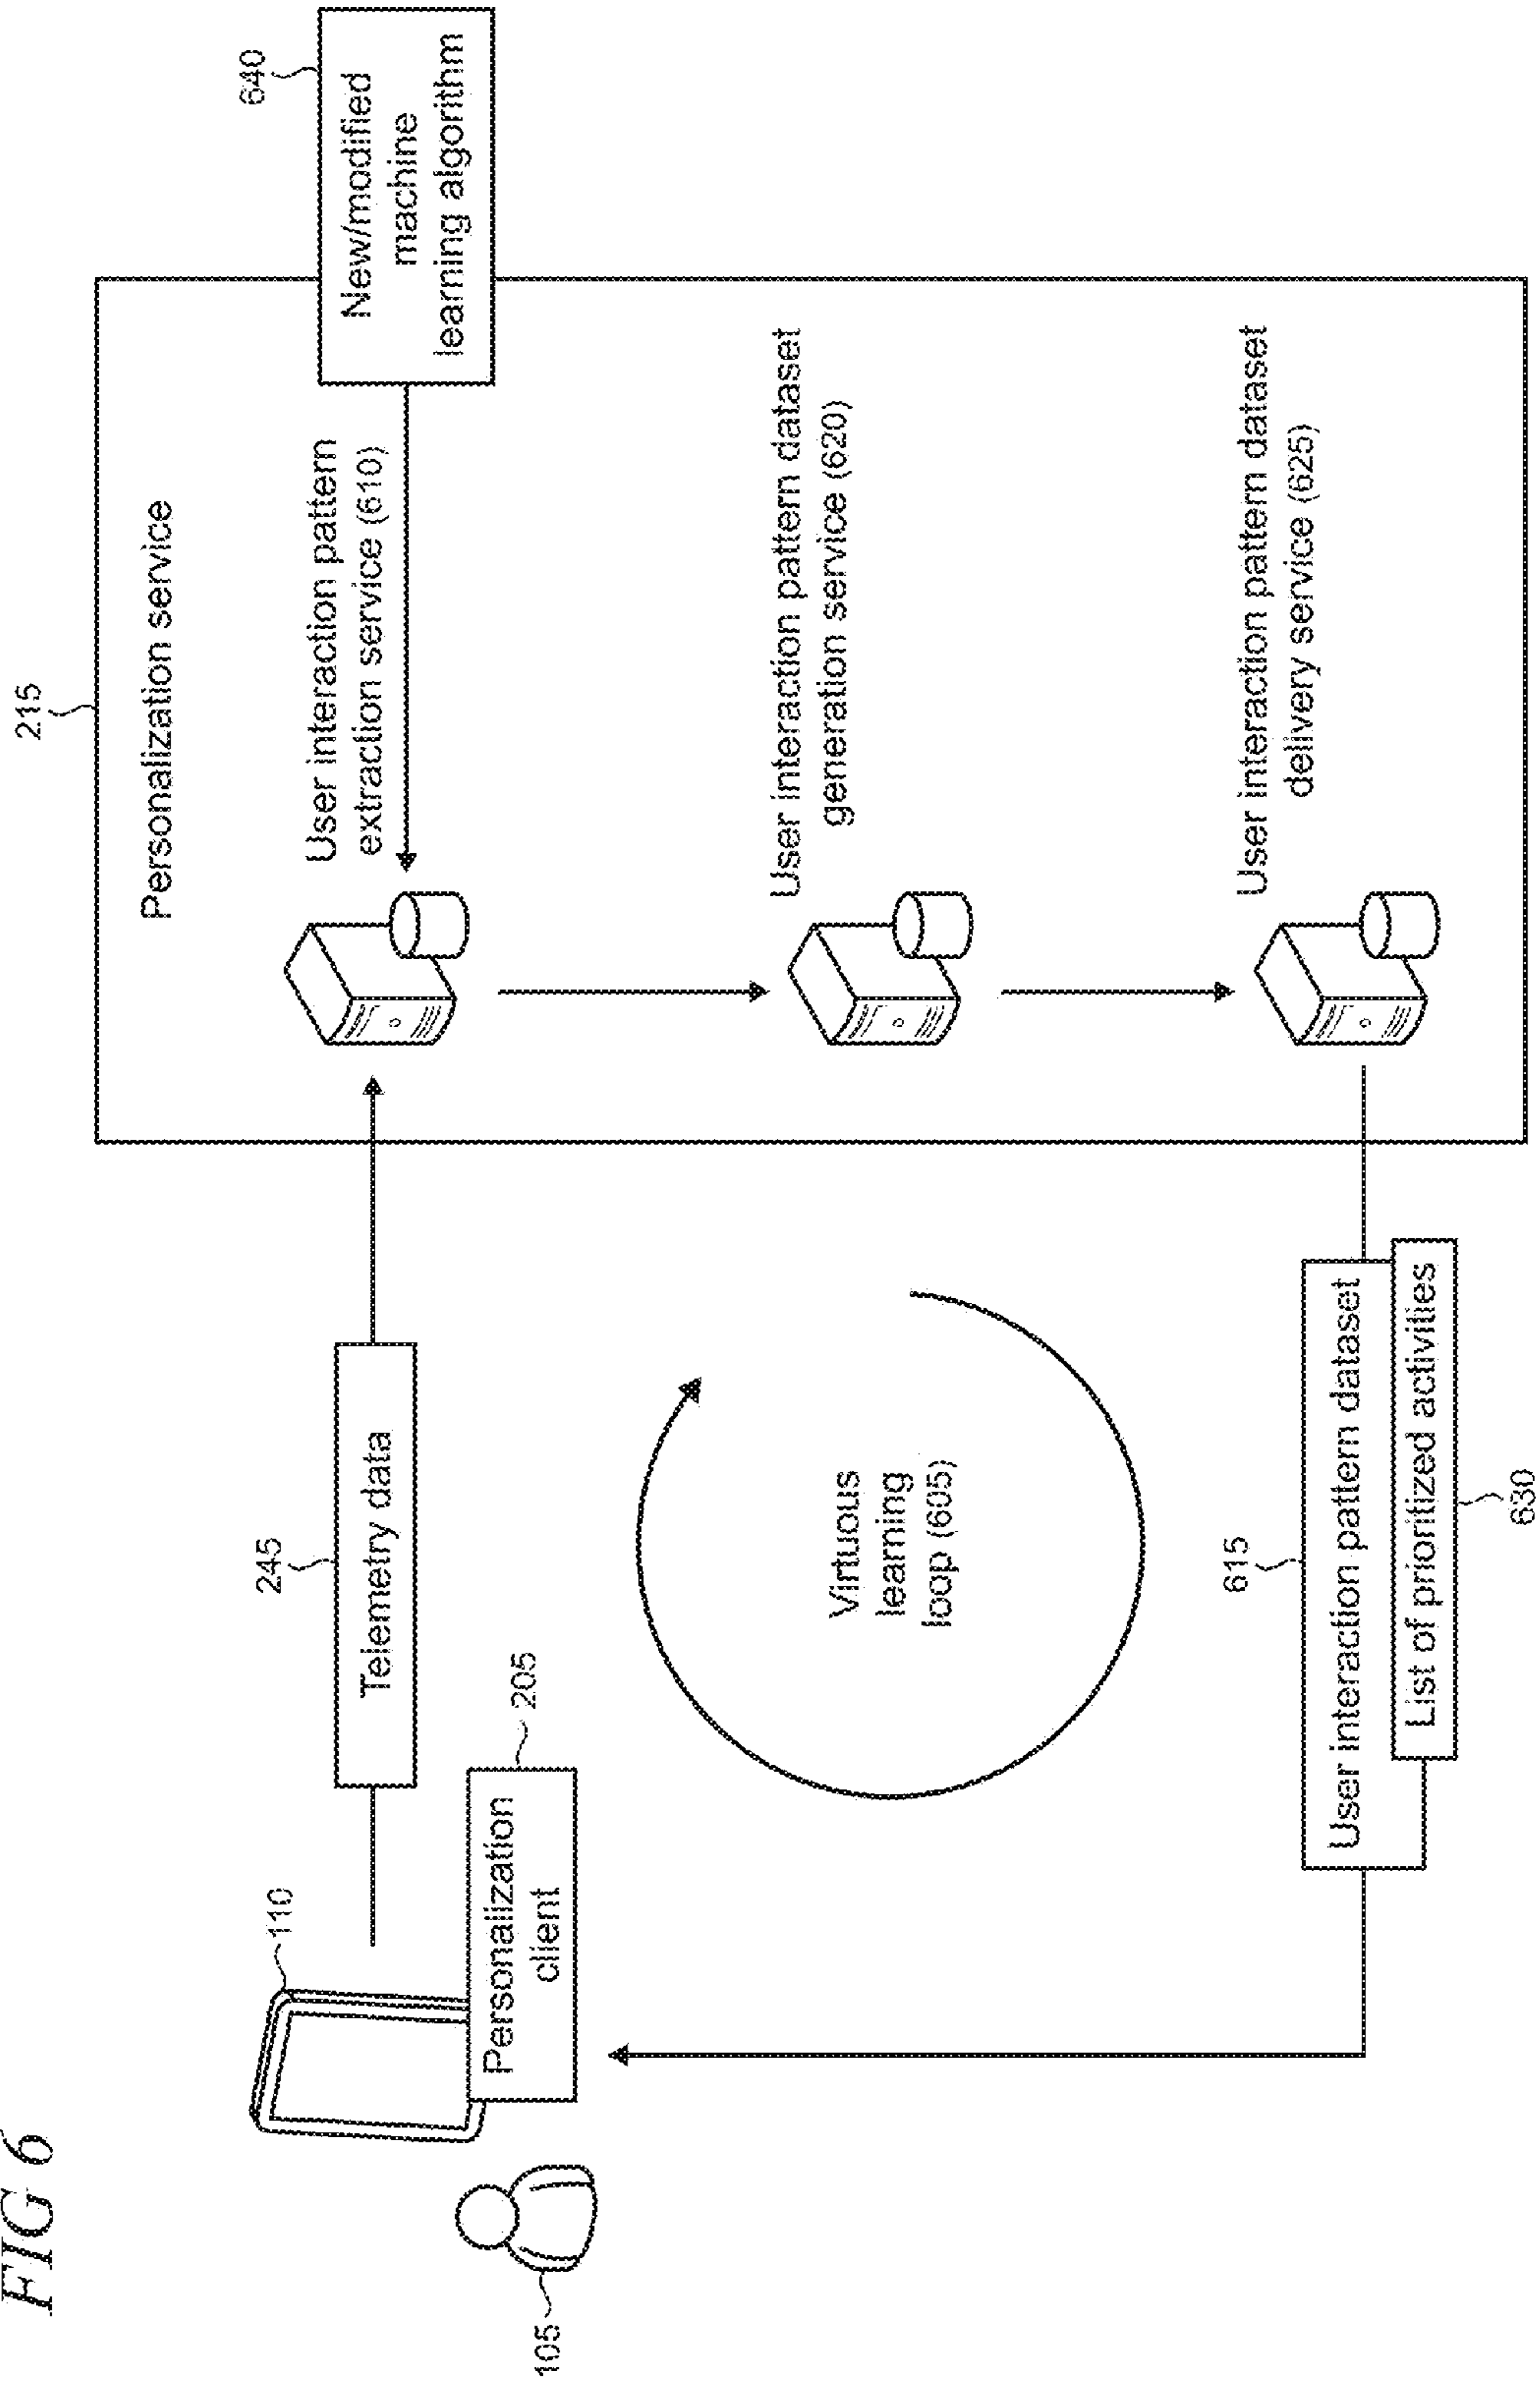 FIG 6
215
Personalization service
640
New/modified
machine
learning algorithm
110
245
Telemetry data
User interaction pattern
extraction service (610)
105
Personalization
client
205
Virtuous
learning
loop (605)
User interaction pattern dataset
generation service (620)
615
User interaction pattern dataset
List of prioritized activities
630
User interaction pattern dataset
delivery service (625)